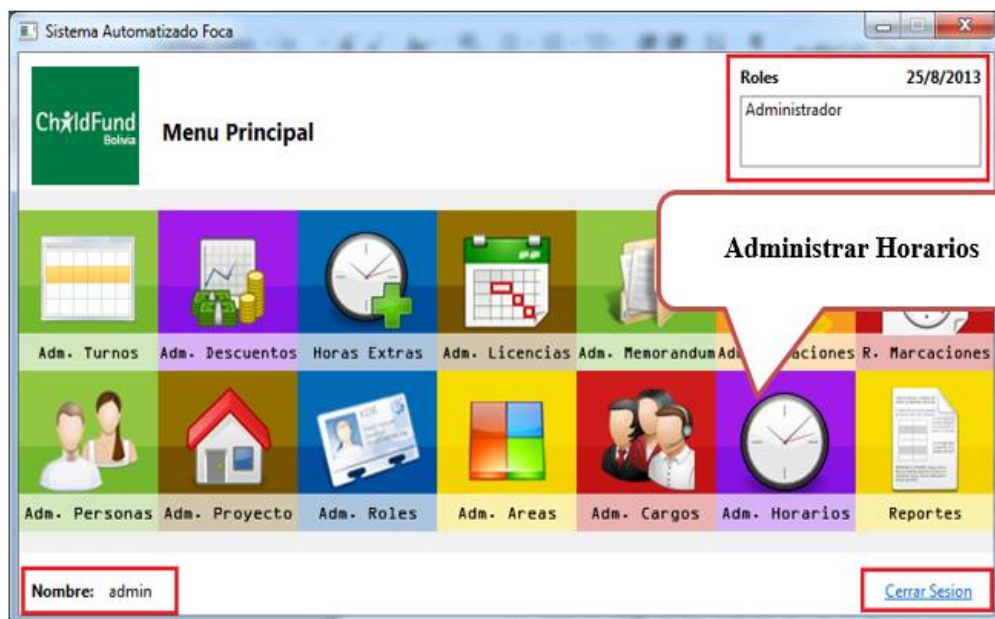 Sistema Automatizado Foca
Roles 25/8/2013
Administrador
ChildFund
Bolivia
Menu Principal
Administrar Horarios
Adm. Turnos Adm. Descuentos Horas Extras Adm. Licencias Adm. Memorandum R. Marcaciones
Adm. Personas Adm. Proyecto Adm. Roles Adm. Areas Adm. Cargos Adm. Horarios Reportes
Nombre: admin
Cerrar Sesion